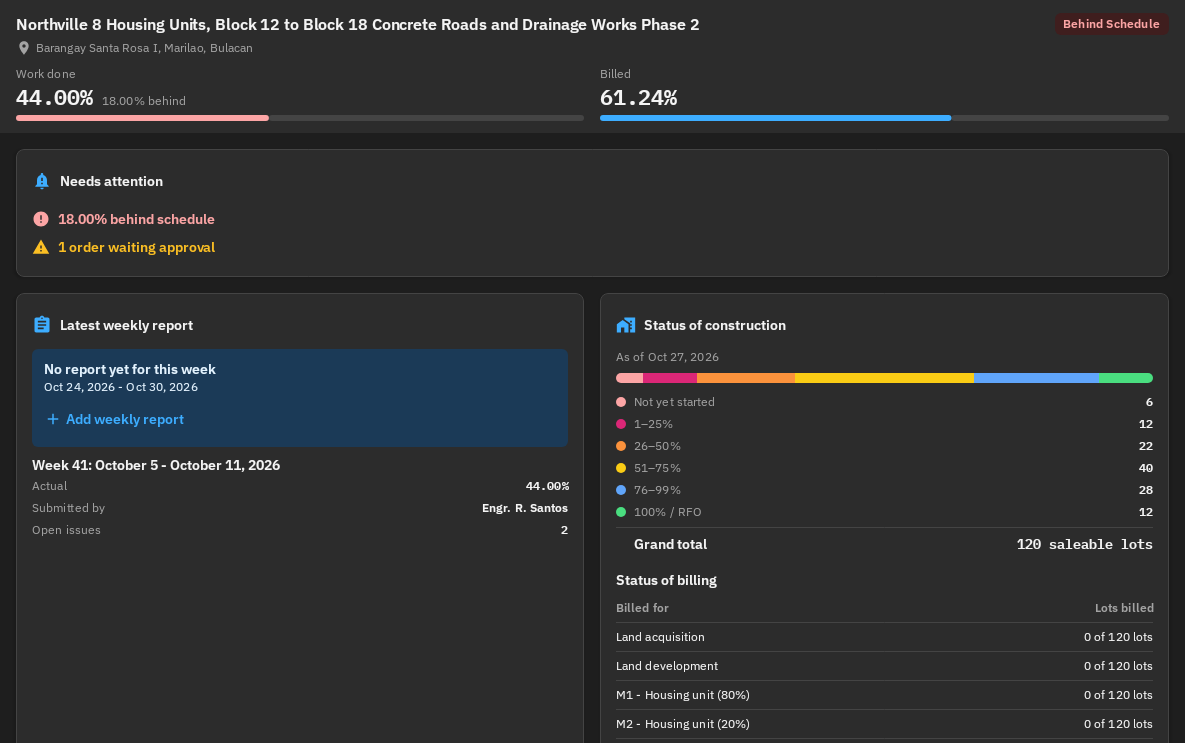 Northville 8 Housing Units, Block 12 to Block 18 Concrete Roads and Drainage Works Phase 2
Behind Schedule
Barangay Santa Rosa I, Marilao, Bulacan
Work done
44.00% 18.00% behind
Billed
61.24%
Needs attention
18.00% behind schedule
1 order waiting approval
Latest weekly report
No report yet for this week
Oct 24, 2026 - Oct 30, 2026
Add weekly report
Week 41: October 5 - October 11, 2026
Actual 44.00%
Submitted by Engr. R. Santos
Open issues 2
Status of construction
As of Oct 27, 2026
Not yet started 6
1–25% 12
26–50% 22
51–75% 40
76–99% 28
100% / RFO 12
Grand total 120 saleable lots
Status of billing
Billed for Lots billed
Land acquisition 0 of 120 lots
Land development 0 of 120 lots
M1 - Housing unit (80%) 0 of 120 lots
M2 - Housing unit (20%) 0 of 120 lots